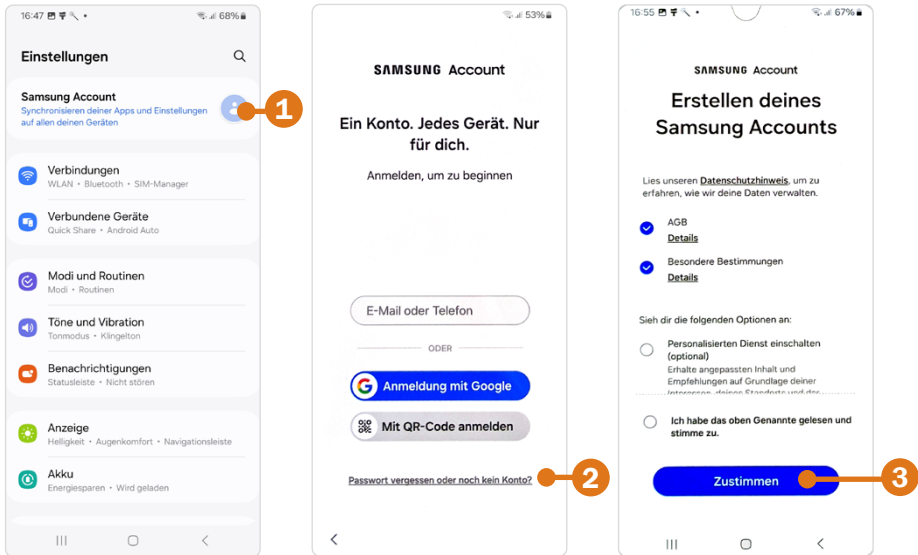 16:47
68%
Einstellungen
Samsung Account
Synchronisieren deiner Apps und Einstellungen
auf allen deinen Geräten
1
Verbindungen
WLAN • Bluetooth • SIM-Manager
Verbundene Geräte
Quick Share • Android Auto
Modi und Routinen
Modi • Routinen
Töne und Vibration
Tonmodus • Klingelton
Benachrichtigungen
Statusleiste • Nicht stören
Anzeige
Helligkeit • Augenkomfort • Navigationsleiste
Akku
Energiesparen • Wird geladen
53%
SAMSUNG Account
Ein Konto. Jedes Gerät. Nur
für dich.
Anmelden, um zu beginnen
E-Mail oder Telefon
ODER
Anmeldung mit Google
Mit QR-Code anmelden
Passwort vergessen oder noch kein Konto?
2
16:55
67%
SAMSUNG Account
Erstellen deines
Samsung Accounts
Lies unseren Datenschutzhinweis, um zu
erfahren, wie wir deine Daten verwalten.
AGB
Details
Besondere Bestimmungen
Details
Sieh dir die folgenden Optionen an:
Personalisierten Dienst einschalten
(optional)
Erhalte angepassten Inhalt und
Empfehlungen auf Grundlage deiner
Interessen, deines Standorts und der
Ich habe das oben Genannte gelesen und
stimme zu.
Zustimmen
3